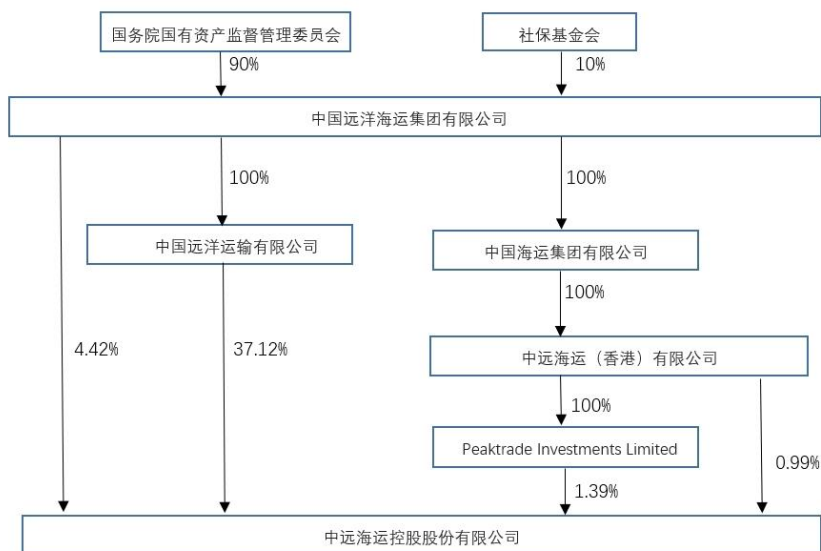 国务院国有资产监督管理委员会
社保基金会
90%
10%
中国远洋海运集团有限公司
100%
100%
中国远洋运输有限公司
中国海运集团有限公司
100%
4.42%
37.12%
中远海运（香港）有限公司
100%
Peaktrade Investments Limited
0.99%
1.39%
中远海运控股股份有限公司